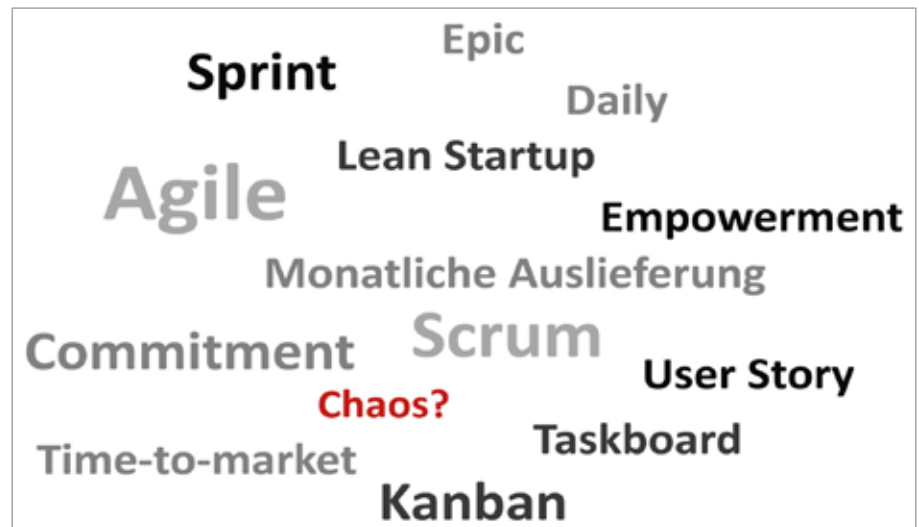 Epic
Sprint
Daily
Lean Startup
Agile
Empowerment
Monatliche Auslieferung
Scrum
Commitment
User Story
Chaos?
Taskboard
Time-to-market
Kanban